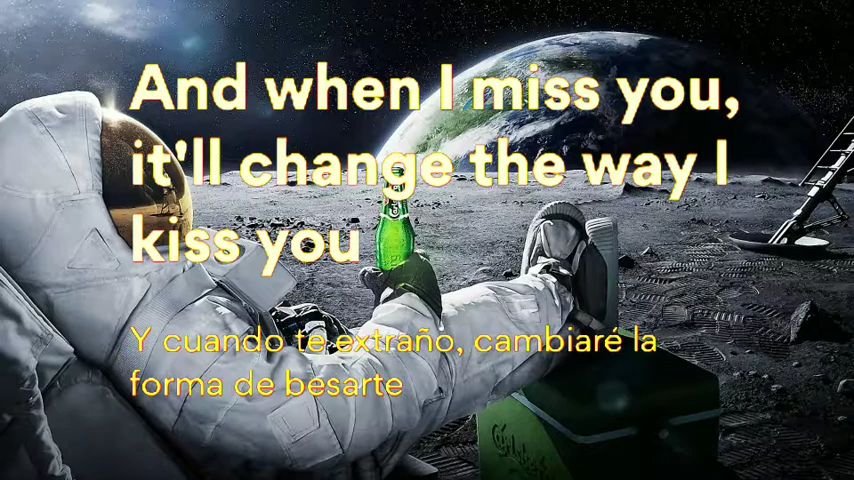 And when I miss you,
it'll change the way I
kiss you
Y cuando te extraño, cambiaré la
forma de besarte
Carlsberg